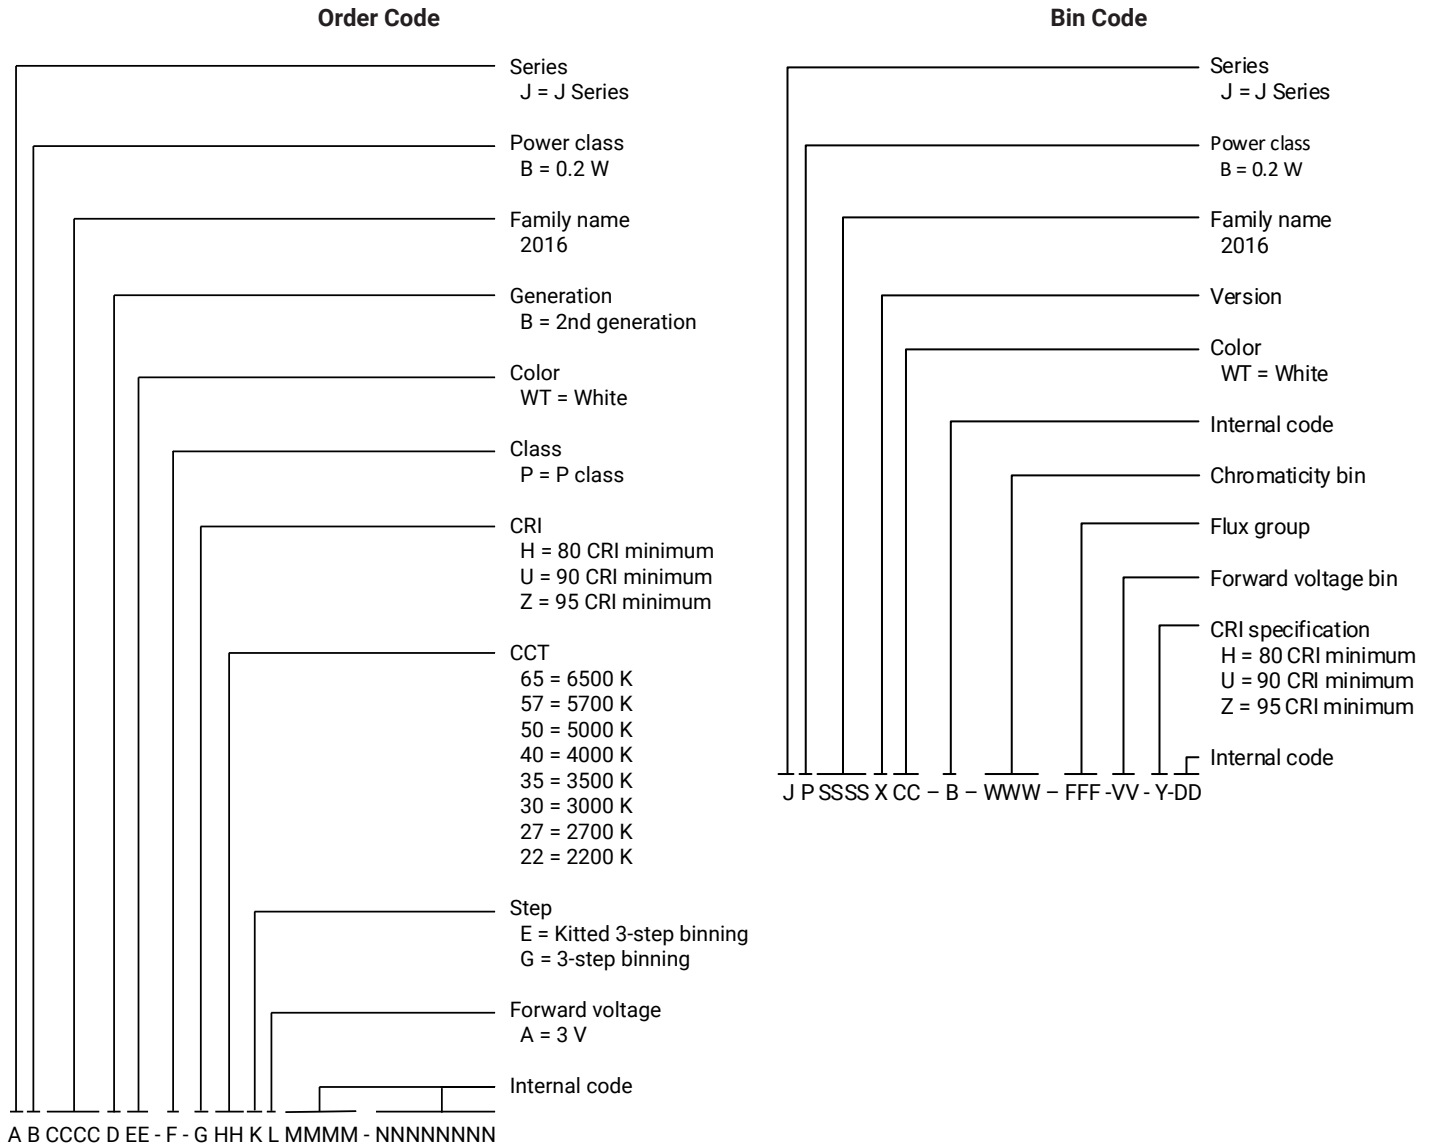 Order Code
Series
J = J Series
Power class
B = 0.2 W
Family name
2016
Generation
B = 2nd generation
Color
WT = White
Class
P = P class
CRI
H = 80 CRI minimum
U = 90 CRI minimum
Z = 95 CRI minimum
CCT
65 = 6500 K
57 = 5700 K
50 = 5000 K
40 = 4000 K
35 = 3500 K
30 = 3000 K
27 = 2700 K
22 = 2200 K
Step
E = Kitted 3-step binning
G = 3-step binning
Forward voltage
A = 3 V
Internal code
A B CCCC D EE - F - G HH K L MMMM - NNNNNNNN
Bin Code
Series
J = J Series
Power class
B = 0.2 W
Family name
2016
Version
Color
WT = White
Internal code
Chromaticity bin
Flux group
Forward voltage bin
CRI specification
H = 80 CRI minimum
U = 90 CRI minimum
Z = 95 CRI minimum
Internal code
J P SSSS X CC – B – WWW – FFF -VV - Y-DD